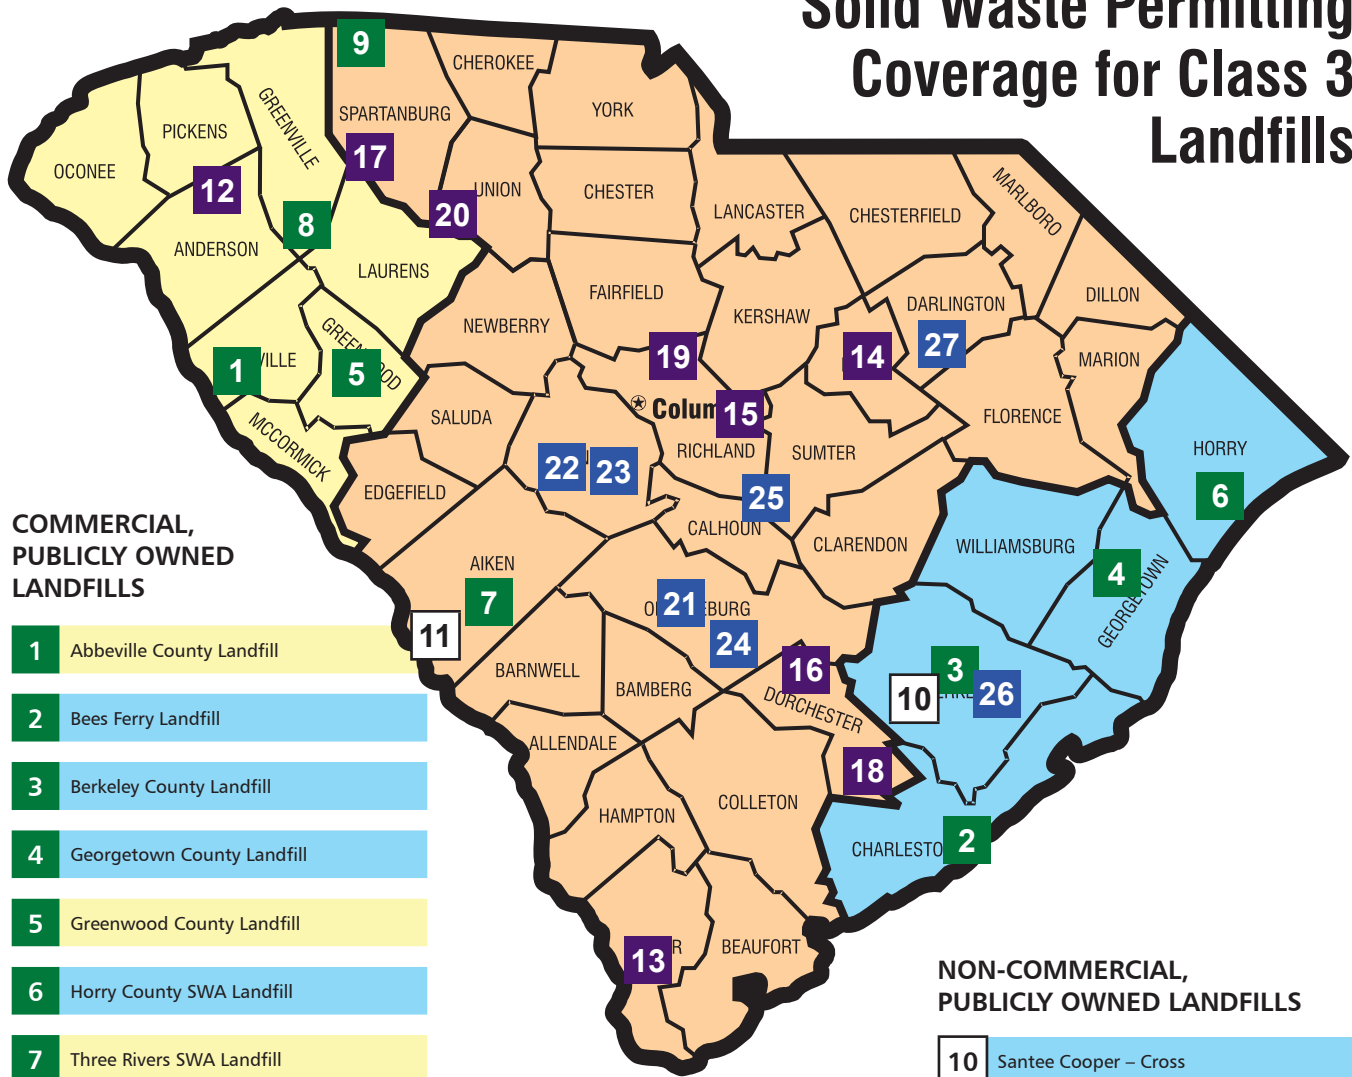 Solid Waste Permitting
Coverage for Class 3
Landfills
9
CHEROKEE
YORK
SPARTANBURG
GREENVILLE
PICKENS
OCONEE
17
12
UNION
CHESTER
LANCASTER
CHESTERFIELD
MARLBORO
20
8
ANDERSON
LAURENS
FAIRFIELD
KERSHAW
DARLINGTON
DILLON
NEWBERRY
GREENWOOD
1
VILLE
5
19
14
27
MARION
Colum
15
SALUDA
FLORENCE
MCCORMICK
RICHLAND
SUMTER
HORRY
22
23
EDGEFIELD
25
6
CALHOUN
CLARENDON
WILLIAMSBURG
AIKEN
4
GEORGETOWN
7
21
EBURG
24
11
BARNWELL
BAMBERG
16
DORCHESTER
3
10
26
ALLENDALE
18
HAMPTON
COLLETON
CHARLESTO
2
13
R
BEAUFORT
COMMERCIAL,
PUBLICLY OWNED
LANDFILLS
1 Abbeville County Landfill
2 Bees Ferry Landfill
3 Berkeley County Landfill
4 Georgetown County Landfill
5 Greenwood County Landfill
6 Horry County SWA Landfill
7 Three Rivers SWA Landfill
NON-COMMERCIAL,
PUBLICLY OWNED LANDFILLS
10 Santee Cooper – Cross